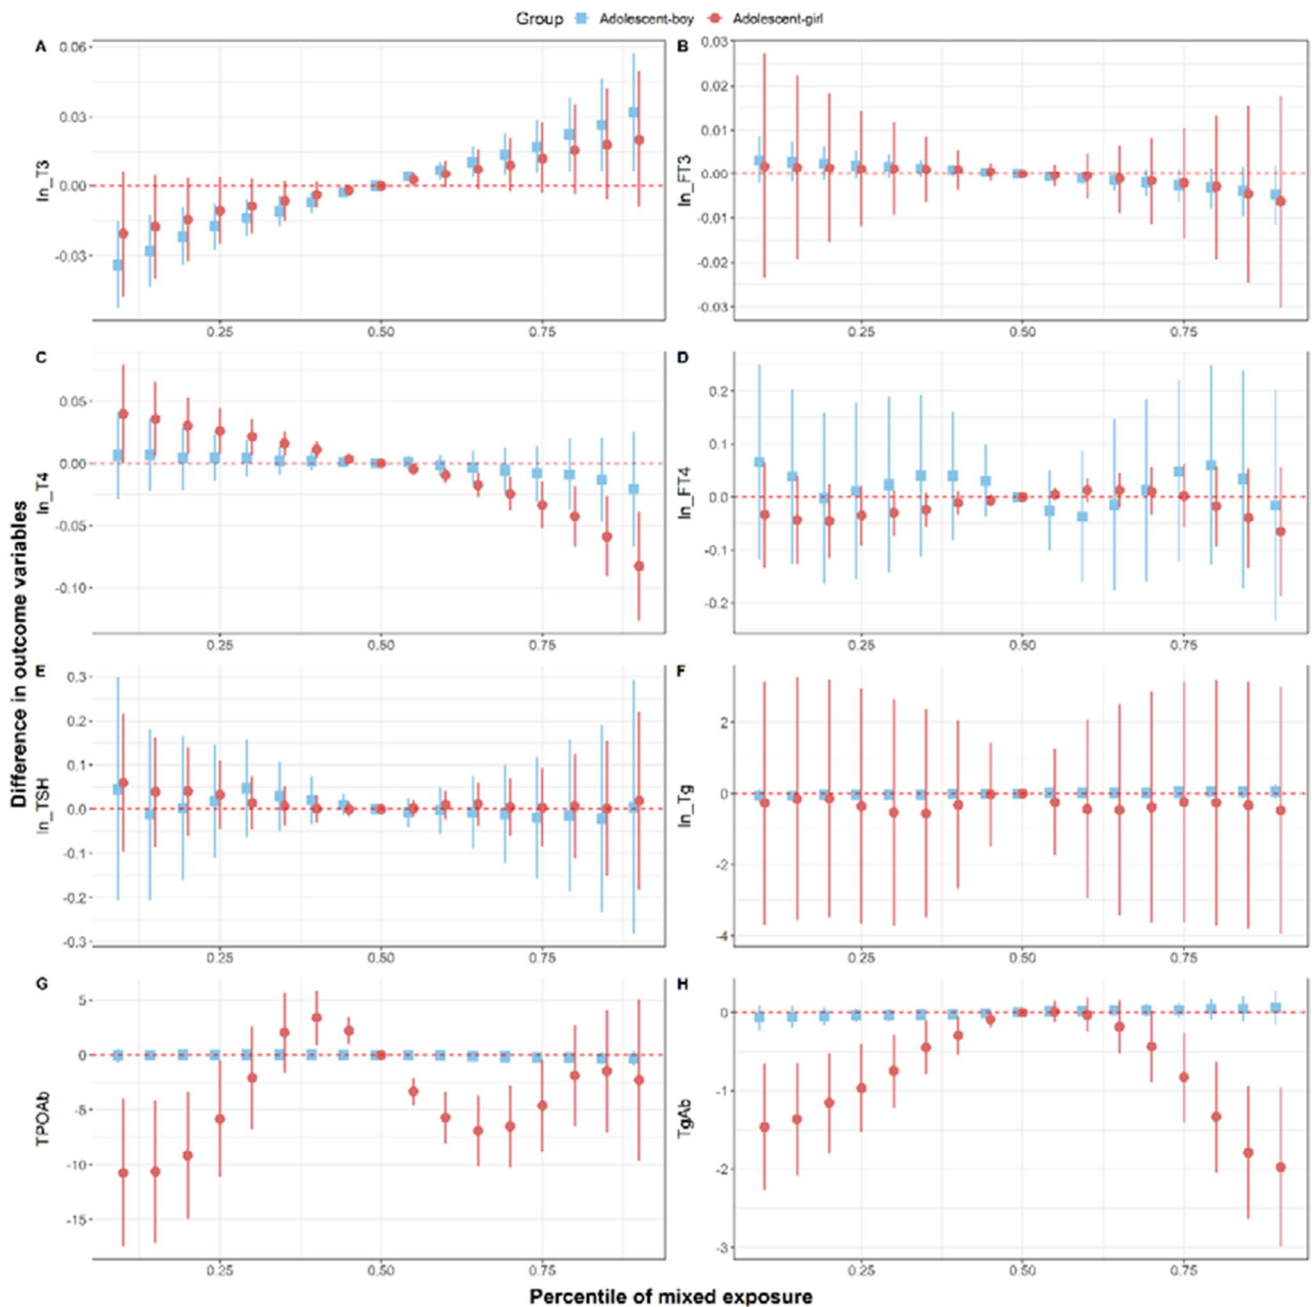 Group Adolescent-boy Adolescent-girl
A
0.06
0.03
0.00
-0.03
ln_T3
0.25 0.50 0.75
B
0.03
0.02
0.01
0.00
-0.01
-0.02
-0.03
ln_FT3
0.25 0.50 0.75
C
0.05
0.00
-0.05
-0.10
ln_T4
0.25 0.50 0.75
D
0.2
0.1
0.0
-0.1
-0.2
ln_FT4
0.25 0.50 0.75
Difference in outcome variables
E
0.3
0.2
0.1
0.0
-0.1
-0.2
-0.3
ln_TSH
0.25 0.50 0.75
F
2
0
-2
-4
ln_Tg
0.25 0.50 0.75
G
5
0
-5
-10
-15
TPOAb
0.25 0.50 0.75
H
0
-1
-2
-3
TgAb
0.25 0.50 0.75
Percentile of mixed exposure